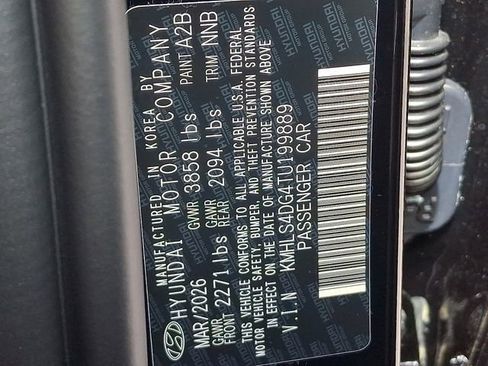 MANUFACTURED IN KOREA BY
HYUNDAI MOTOR COMPANY
MAR/2026 GVWR 3858 lbs PAINT A2B
GAWR FRONT 2271 lbs GAWR REAR 2094 lbs TRIM NNB
THIS VEHICLE CONFORMS TO ALL APPLICABLE U.S.A. FEDERAL
MOTOR VEHICLE SAFETY, BUMPER, AND THEFT PREVENTION STANDARDS
IN EFFECT ON THE DATE OF MANUFACTURE SHOWN ABOVE
V.I.N KMHLS4DG4TU199889
PASSENGER CAR